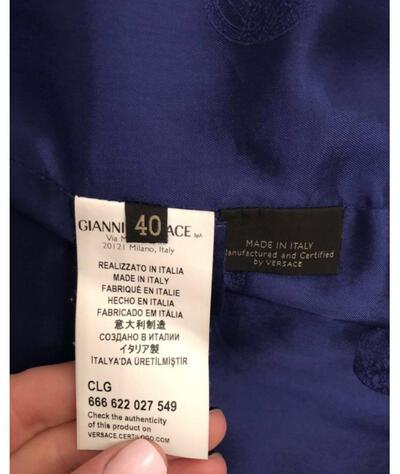 GIANNI 40 ACE SpA
Via M
20121 Milano, Italy
REALIZZATO IN ITALIA
MADE IN ITALY
FABRIQUÉ EN ITALIE
HECHO EN ITALIA
FABRICADO EM ITÁLIA
意大利制造
СОЗДАНО В ИТАЛИИ
イタリア製
İTALYA'DA ÜRETİLMİŞTİR
CLG
666 622 027 549
Check the authenticity
of this product on
VERSACE.CERTILOGO.COM
MADE IN ITALY
Manufactured and Certified
by VERSACE